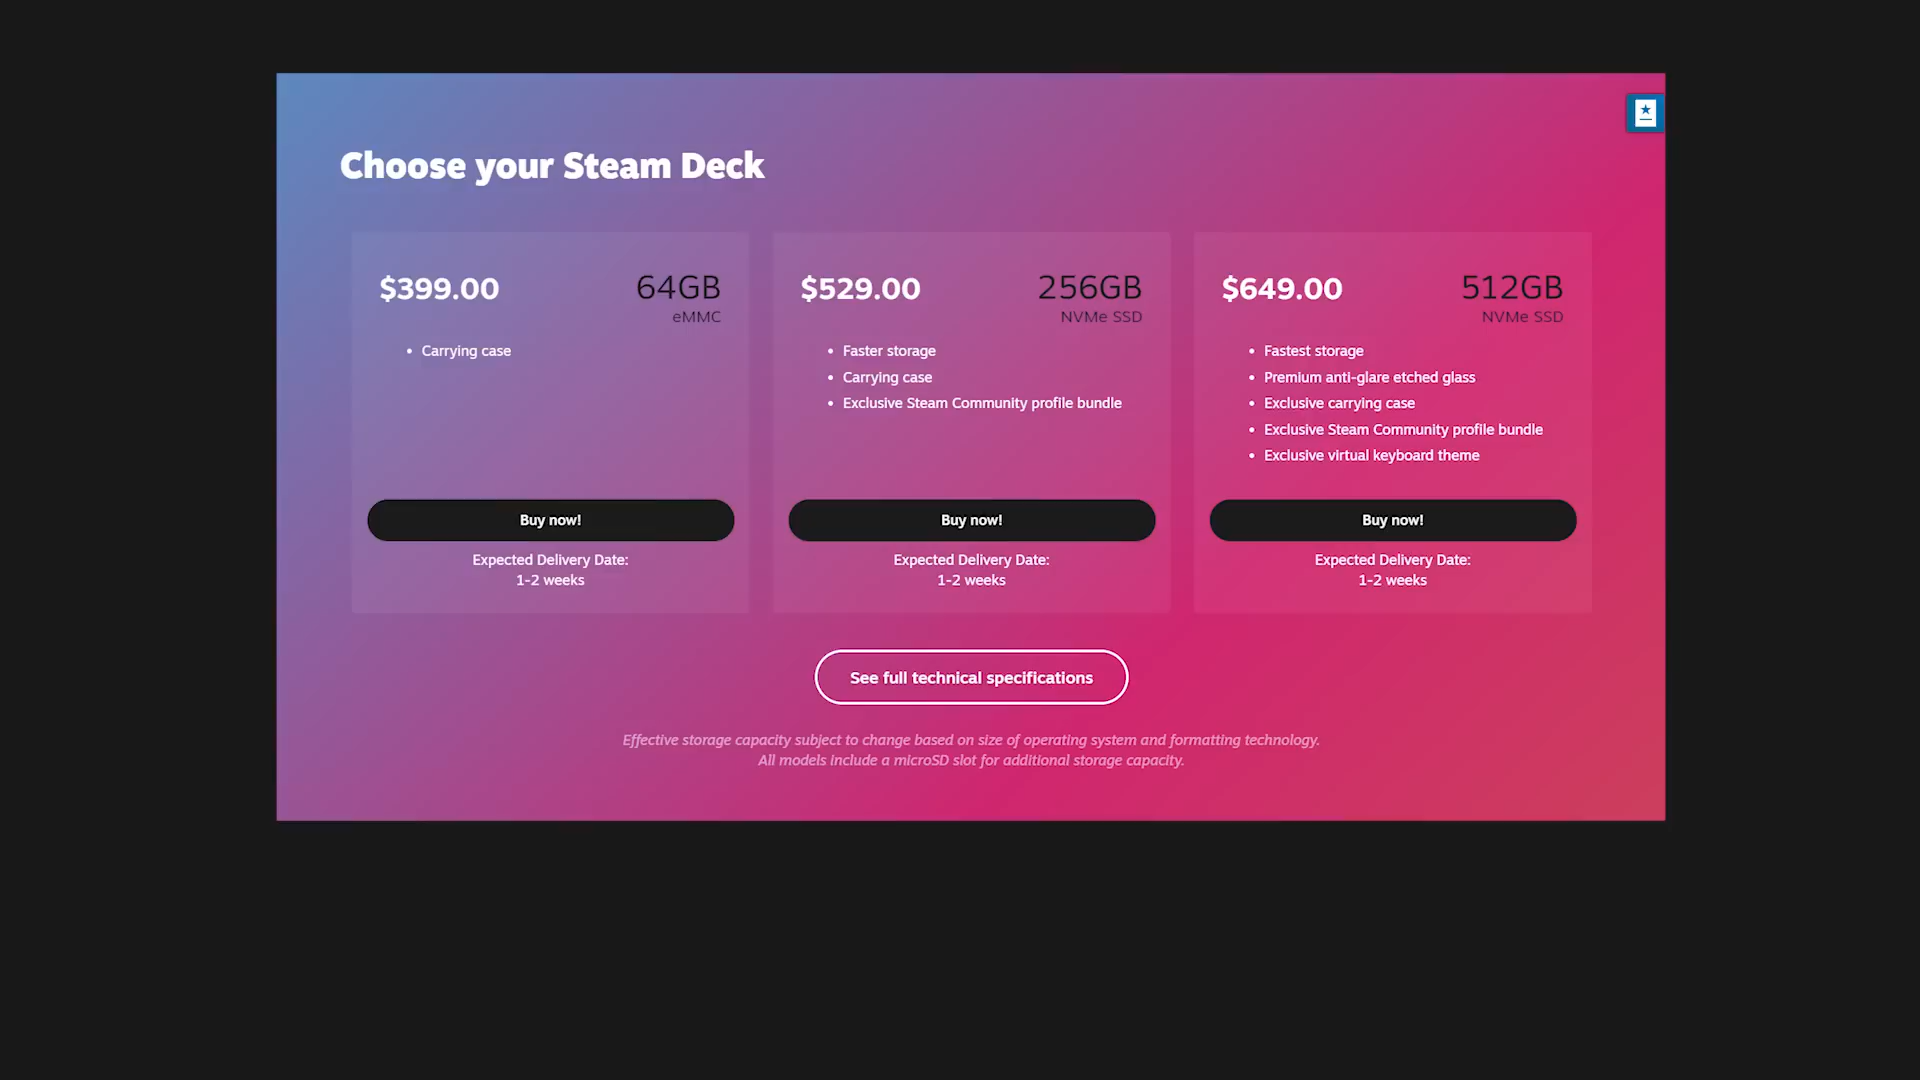 Choose your Steam Deck
$399.00
64GB
eMMC
• Carrying case
Buy now!
Expected Delivery Date:
1-2 weeks
$529.00
256GB
NVMe SSD
• Faster storage
• Carrying case
• Exclusive Steam Community profile bundle
Buy now!
Expected Delivery Date:
1-2 weeks
$649.00
512GB
NVMe SSD
• Fastest storage
• Premium anti-glare etched glass
• Exclusive carrying case
• Exclusive Steam Community profile bundle
• Exclusive virtual keyboard theme
Buy now!
Expected Delivery Date:
1-2 weeks
See full technical specifications
Effective storage capacity subject to change based on size of operating system and formatting technology.
All models include a microSD slot for additional storage capacity.